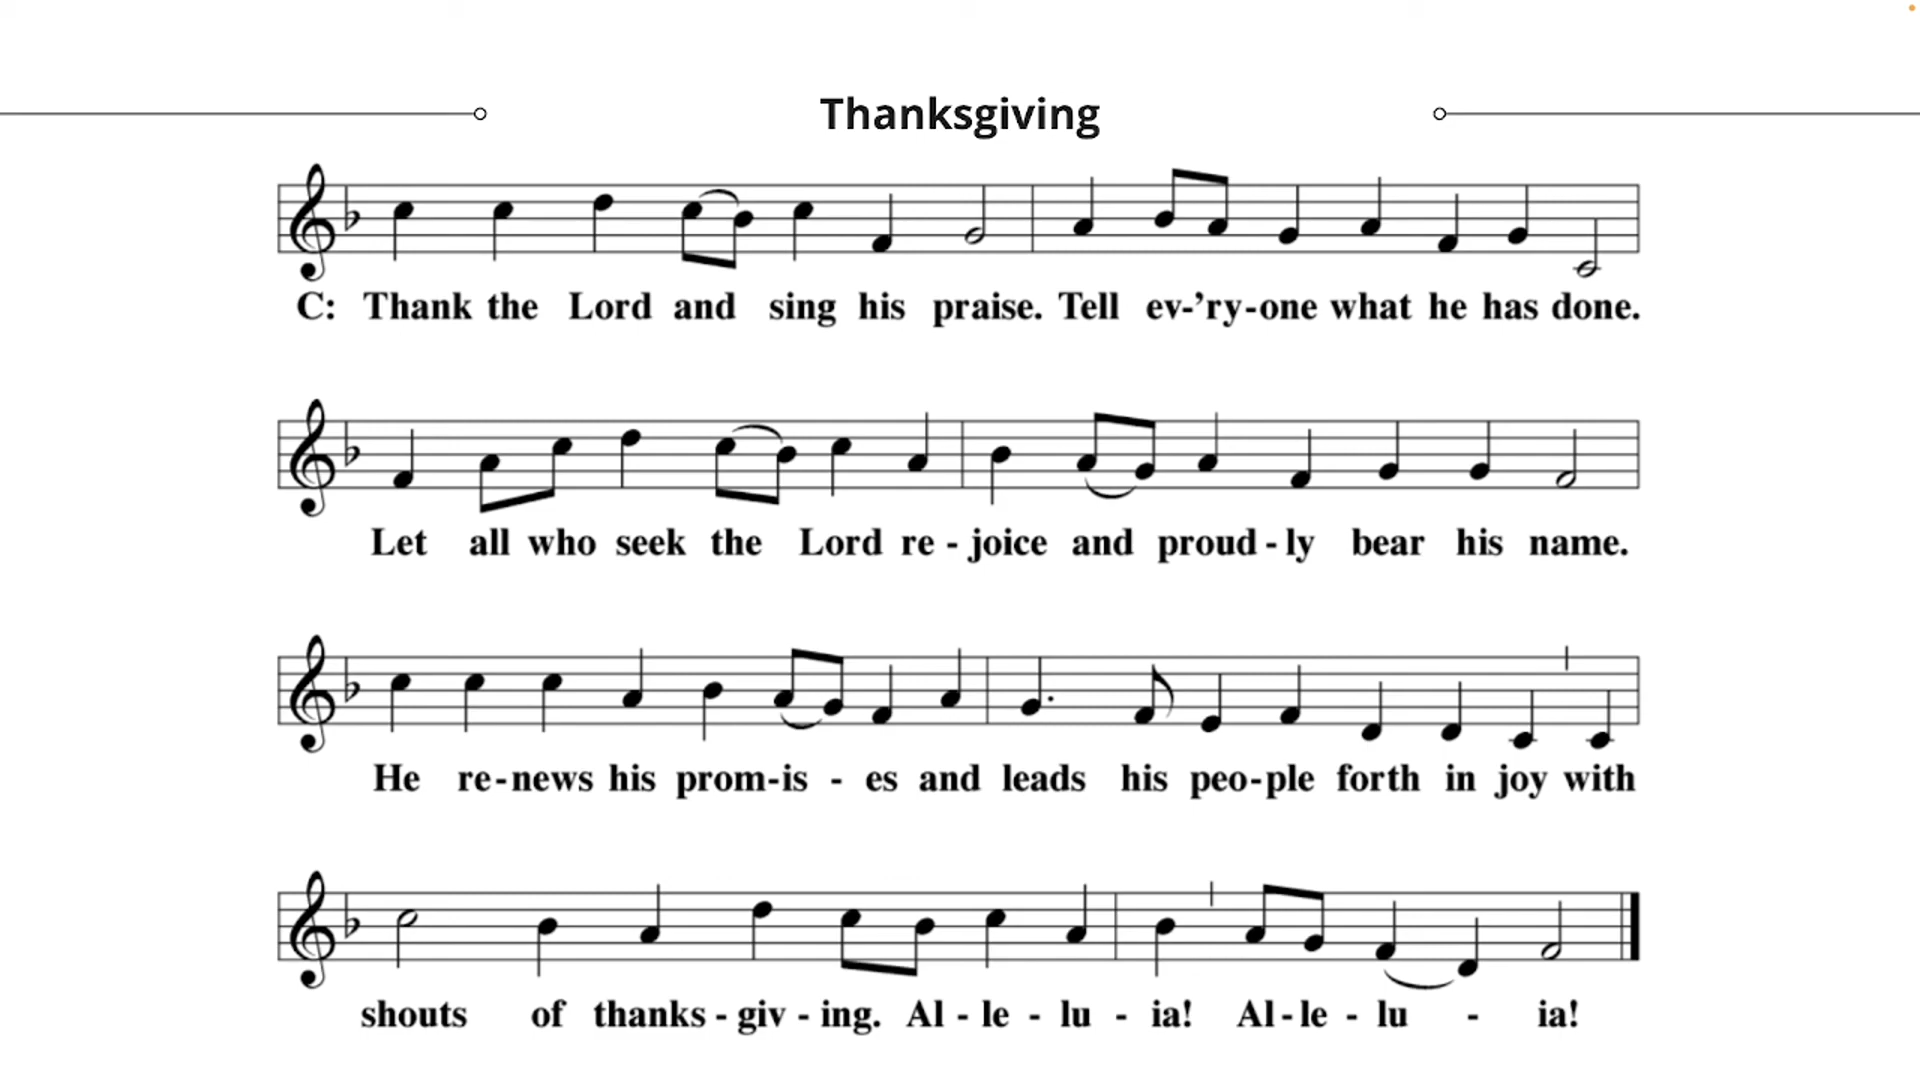 Thanksgiving
C: Thank the Lord and sing his praise. Tell ev-’ry-one what he has done.
Let all who seek the Lord re - joice and proud - ly bear his name.
He re - news his prom - is - es and leads his peo - ple forth in joy with
shouts of thanks - giv - ing. Al - le - lu - ia! Al - le - lu - ia!